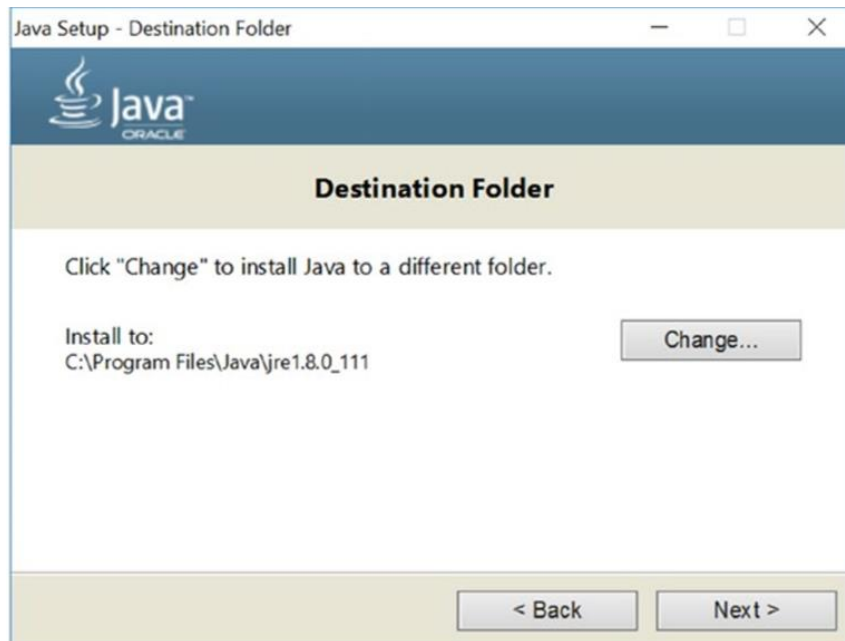 Java Setup - Destination Folder
Java™
ORACLE
Destination Folder
Click "Change" to install Java to a different folder.
Install to:
C:\Program Files\Java\jre1.8.0_111
Change...
< Back
Next >